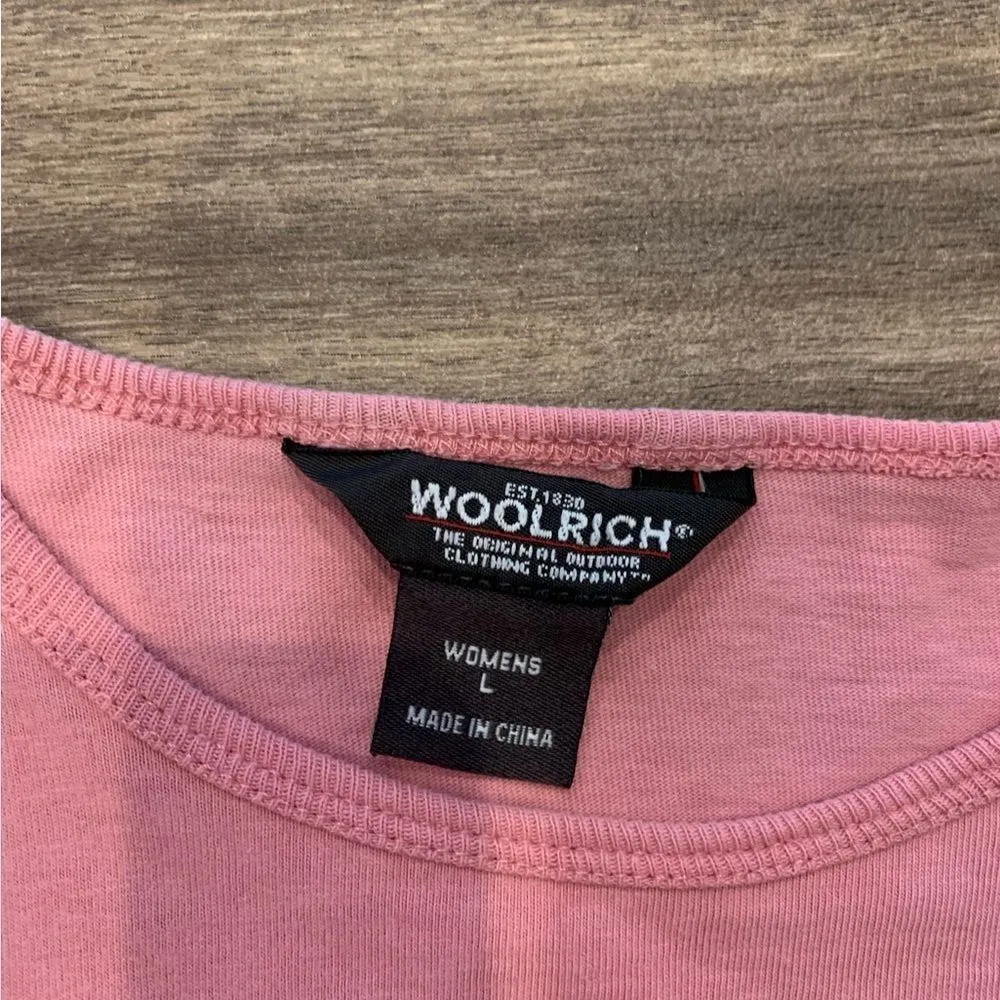 EST.1830
WOOLRICH®
THE ORIGINAL OUTDOOR
CLOTHING COMPANY™
WOMENS
L
MADE IN CHINA